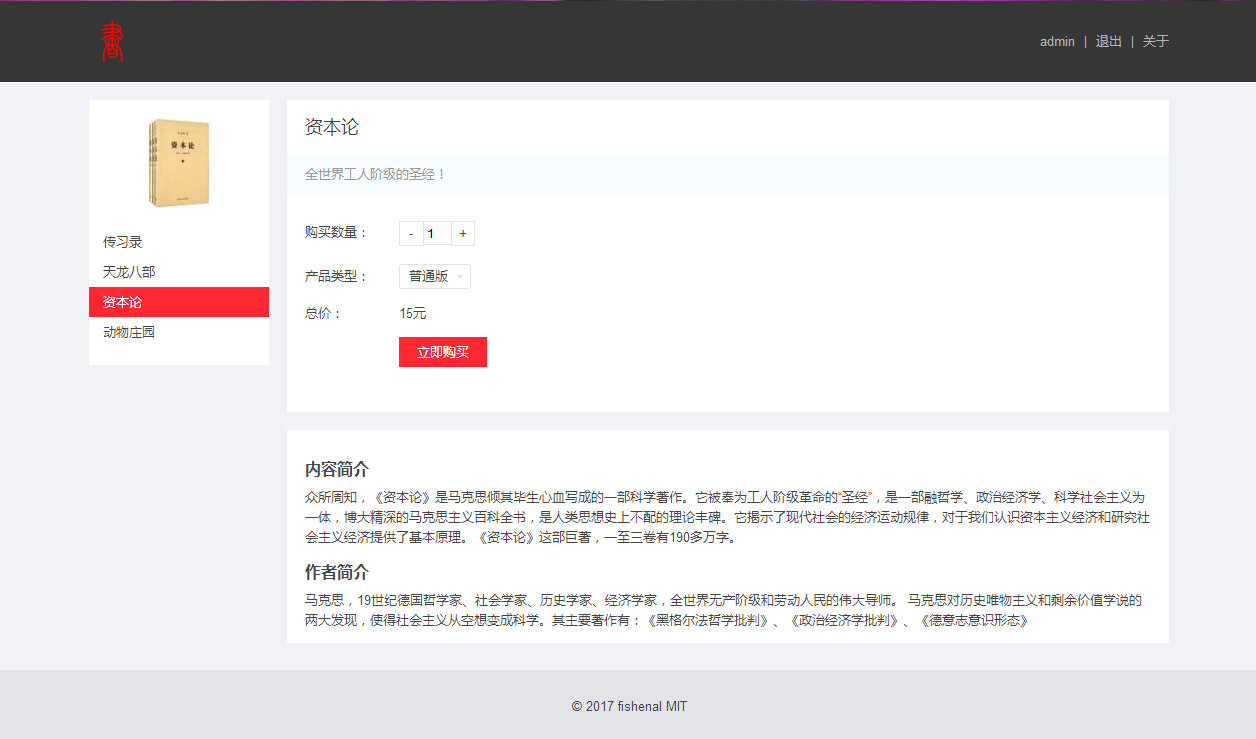 書香
admin | 退出 | 关于
资本论
传习录
天龙八部
资本论
动物庄园
资本论
全世界工人阶级的圣经！
购买数量： - 1 +
产品类型： 普通版
总价： 15元
立即购买
内容简介
众所周知，《资本论》是马克思倾其毕生心血写成的一部科学著作。它被奉为工人阶级革命的“圣经”，是一部融哲学、政治经济学、科学社会主义为
一体，博大精深的马克思主义百科全书，是人类思想史上不配的理论丰碑。它揭示了现代社会的经济运动规律，对于我们认识资本主义经济和研究社
会主义经济提供了基本原理。《资本论》这部巨著，一至三卷有190多万字。
作者简介
马克思，19世纪德国哲学家、社会学家、历史学家、经济学家，全世界无产阶级和劳动人民的伟大导师。 马克思对历史唯物主义和剩余价值学说的
两大发现，使得社会主义从空想变成科学。其主要著作有：《黑格尔法哲学批判》、《政治经济学批判》、《德意志意识形态》
© 2017 fishenal MIT